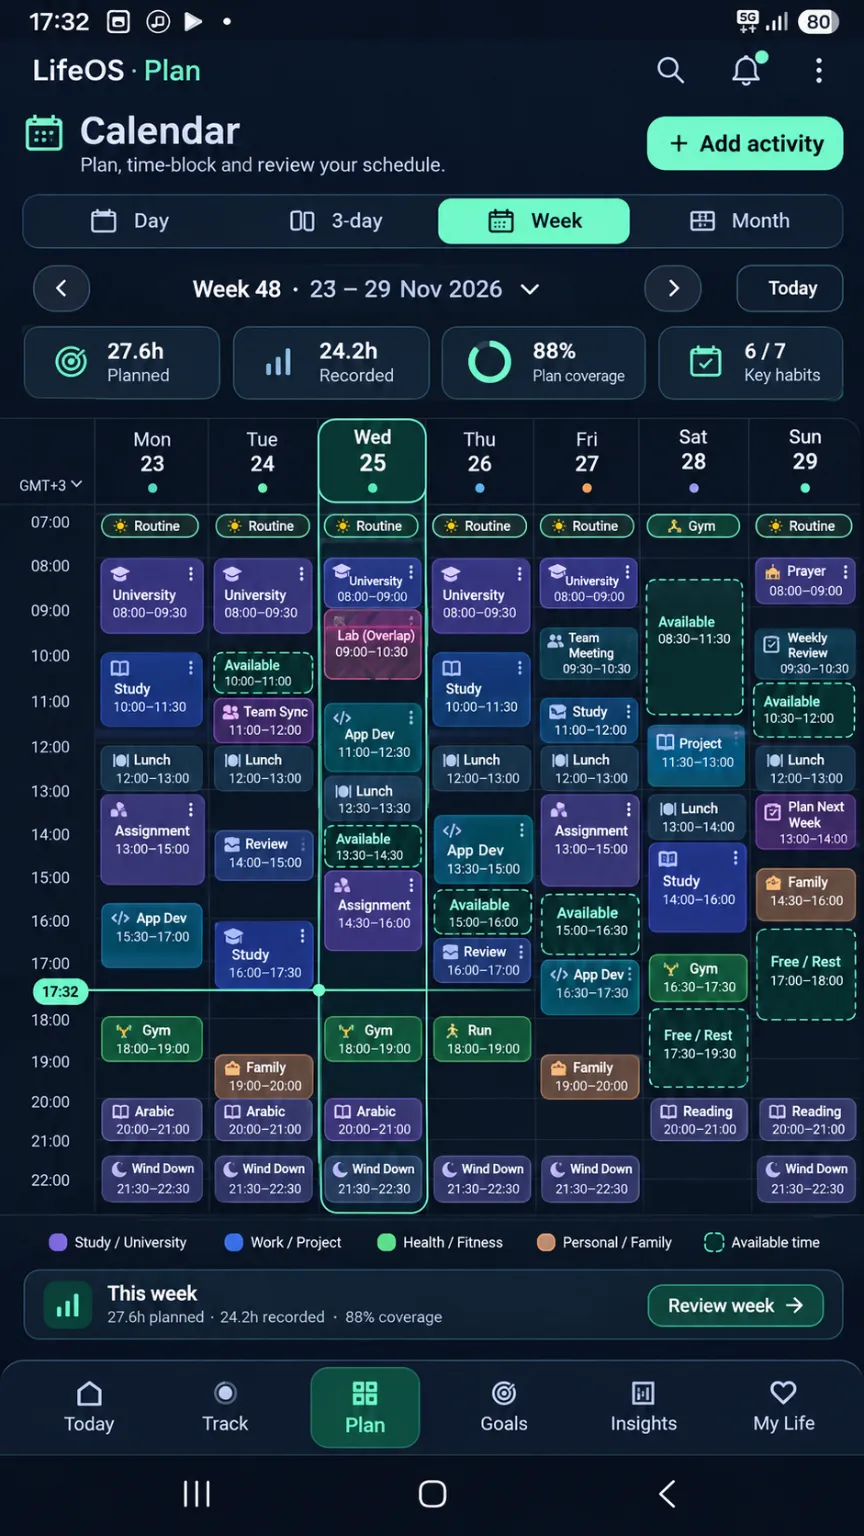 17:32
5G
80
LifeOS · Plan
Calendar
Plan, time-block and review your schedule.
+ Add activity
Day
3-day
Week
Month
Week 48 · 23 – 29 Nov 2026
Today
27.6h
Planned
24.2h
Recorded
88%
Plan coverage
6 / 7
Key habits
GMT+3
Mon
23
Tue
24
Wed
25
Thu
26
Fri
27
Sat
28
Sun
29
07:00
08:00
09:00
10:00
11:00
12:00
13:00
14:00
15:00
16:00
17:00
17:32
18:00
19:00
20:00
21:00
22:00
Routine
University
08:00–09:30
Study
10:00–11:30
Lunch
12:00–13:00
Assignment
13:00–15:00
App Dev
15:30–17:00
Gym
18:00–19:00
Arabic
20:00–21:00
Wind Down
21:30–22:30
Routine
University
08:00–09:30
Available
10:00–11:00
Team Sync
11:00–12:00
Lunch
12:00–13:00
Review
14:00–15:00
Study
16:00–17:30
Family
19:00–20:00
Arabic
20:00–21:00
Wind Down
21:30–22:30
Routine
University
08:00–09:00
Lab (Overlap)
09:00–10:30
App Dev
11:00–12:30
Lunch
13:30–13:30
Available
13:30–14:30
Assignment
14:30–16:00
Gym
18:00–19:00
Arabic
20:00–21:00
Wind Down
21:30–22:30
Routine
University
08:00–09:30
Study
10:00–11:30
Lunch
12:00–13:00
App Dev
13:30–15:00
Available
15:00–16:00
Review
16:00–17:00
Run
18:00–19:00
Wind Down
21:30–22:30
Routine
University
08:00–09:00
Team
Meeting
09:30–10:30
Study
11:00–12:00
Lunch
12:00–13:00
Assignment
13:00–15:00
Available
15:00–16:30
App Dev
16:30–17:30
Family
19:00–20:00
Wind Down
21:30–22:30
Gym
Available
08:30–11:30
Project
11:30–13:00
Lunch
13:00–14:00
Study
14:00–16:00
Gym
16:30–17:30
Free / Rest
17:30–19:30
Reading
20:00–21:00
Routine
Prayer
08:00–09:00
Weekly
Review
09:30–10:30
Available
10:30–12:00
Lunch
12:00–13:00
Plan Next
Week
13:00–14:00
Family
14:30–16:00
Free / Rest
17:00–18:00
Reading
20:00–21:00
Wind Down
21:30–22:30
Study / University
Work / Project
Health / Fitness
Personal / Family
Available time
This week
27.6h planned · 24.2h recorded · 88% coverage
Review week →
Today
Track
Plan
Goals
Insights
My Life